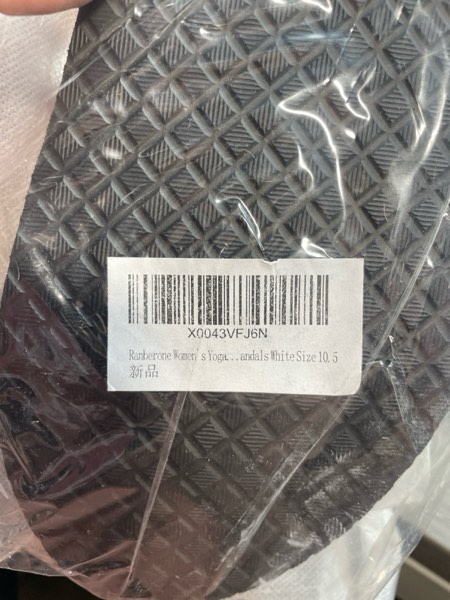 X0043VFJ6N
Ranberone Women's Yoga...andals White Size 10.5
新品